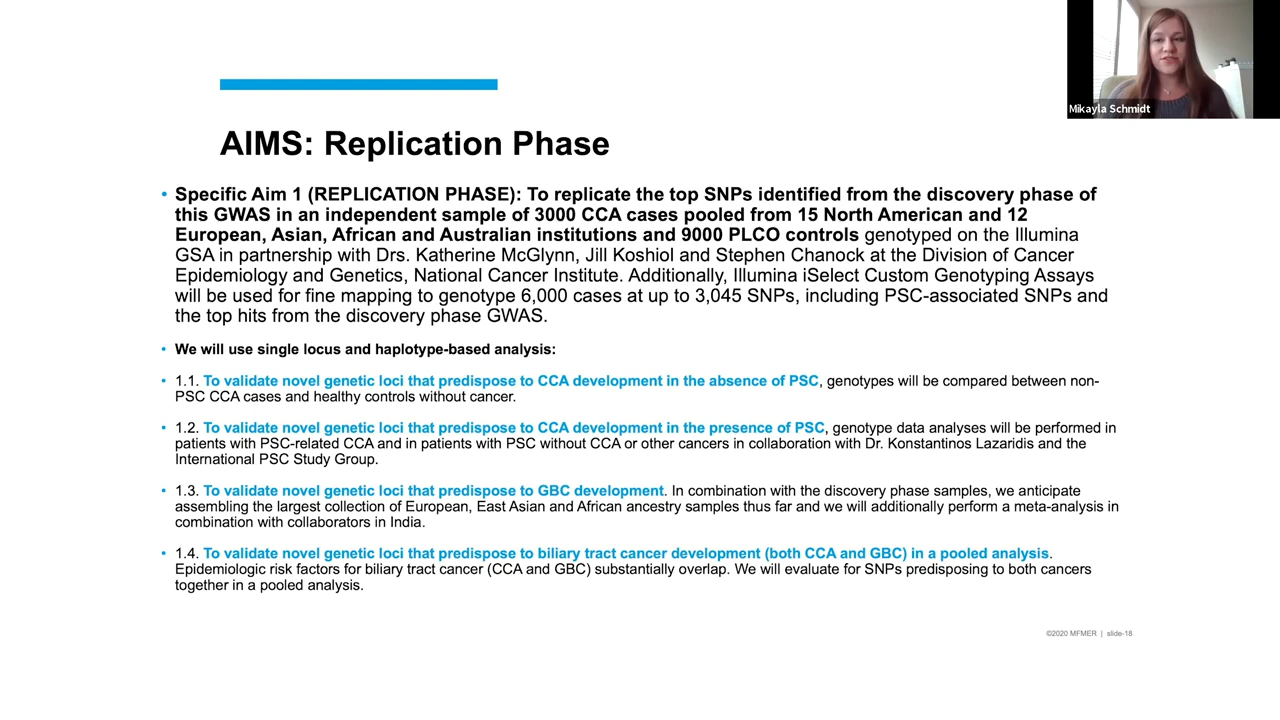 Mikayla Schmidt
AIMS: Replication Phase
• Specific Aim 1 (REPLICATION PHASE): To replicate the top SNPs identified from the discovery phase of
this GWAS in an independent sample of 3000 CCA cases pooled from 15 North American and 12
European, Asian, African and Australian institutions and 9000 PLCO controls genotyped on the Illumina
GSA in partnership with Drs. Katherine McGlynn, Jill Koshiol and Stephen Chanock at the Division of Cancer
Epidemiology and Genetics, National Cancer Institute. Additionally, Illumina iSelect Custom Genotyping Assays
will be used for fine mapping to genotype 6,000 cases at up to 3,045 SNPs, including PSC-associated SNPs and
the top hits from the discovery phase GWAS.
• We will use single locus and haplotype-based analysis:
• 1.1. To validate novel genetic loci that predispose to CCA development in the absence of PSC, genotypes will be compared between non-
PSC CCA cases and healthy controls without cancer.
• 1.2. To validate novel genetic loci that predispose to CCA development in the presence of PSC, genotype data analyses will be performed in
patients with PSC-related CCA and in patients with PSC without CCA or other cancers in collaboration with Dr. Konstantinos Lazaridis and the
International PSC Study Group.
• 1.3. To validate novel genetic loci that predispose to GBC development. In combination with the discovery phase samples, we anticipate
assembling the largest collection of European, East Asian and African ancestry samples thus far and we will additionally perform a meta-analysis in
combination with collaborators in India.
• 1.4. To validate novel genetic loci that predispose to biliary tract cancer development (both CCA and GBC) in a pooled analysis.
Epidemiologic risk factors for biliary tract cancer (CCA and GBC) substantially overlap. We will evaluate for SNPs predisposing to both cancers
together in a pooled analysis.
©2020 MFMER | slide-18